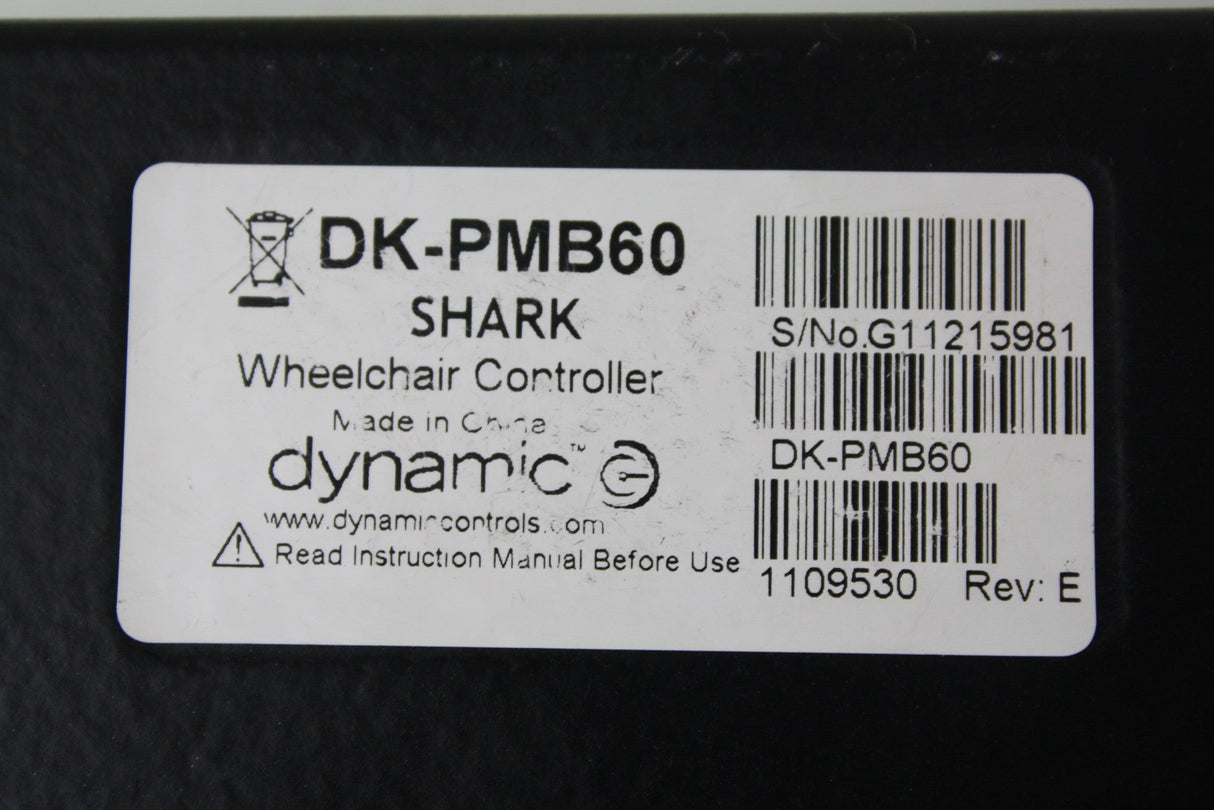 DK-PMB60
SHARK
Wheelchair Controller
Made in China
dynamic™
www.dynamiccontrols.com
Read Instruction Manual Before Use
S/No.G11215981
DK-PMB60
1109530 Rev: E